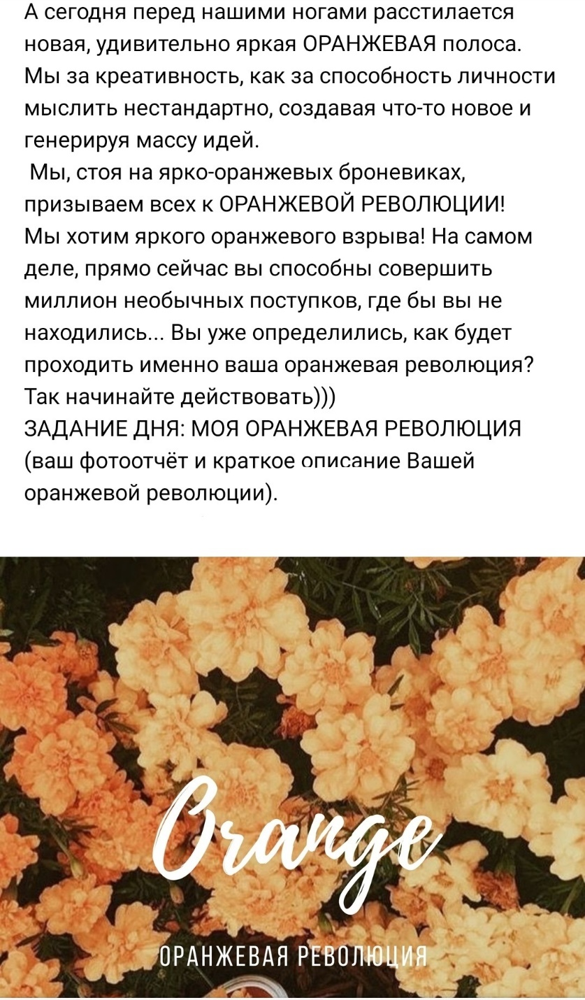 А сегодня перед нашими ногами расстилается
новая, удивительно яркая ОРАНЖЕВАЯ полоса.
Мы за креативность, как за способность личности
мыслить нестандартно, создавая что-то новое и
генерируя массу идей.
Мы, стоя на ярко-оранжевых броневиках,
призываем всех к ОРАНЖЕВОЙ РЕВОЛЮЦИИ!
Мы хотим яркого оранжевого взрыва! На самом
деле, прямо сейчас вы способны совершить
миллион необычных поступков, где бы вы не
находились... Вы уже определились, как будет
проходить именно ваша оранжевая революция?
Так начинайте действовать)))
ЗАДАНИЕ ДНЯ: МОЯ ОРАНЖЕВАЯ РЕВОЛЮЦИЯ
(ваш фотоотчёт и краткое описание Вашей
оранжевой революции).
Orange
ОРАНЖЕВАЯ РЕВОЛЮЦИЯ